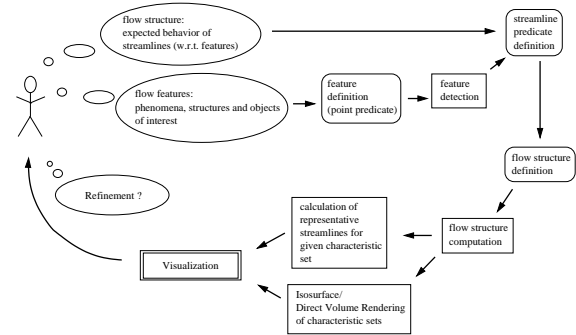 flow structure:
expected behavior of
streamlines (w.r.t. features)
streamline
predicate
definition
flow features:
phenomena, structures and objects
of interest
feature
definition
(point predicate)
feature
detection
flow structure
definition
Refinement ?
calculation of
representative
streamlines for
given characteristic
set
flow structure
computation
Visualization
Isosurface/
Direct Volume Rendering
of characteristic sets